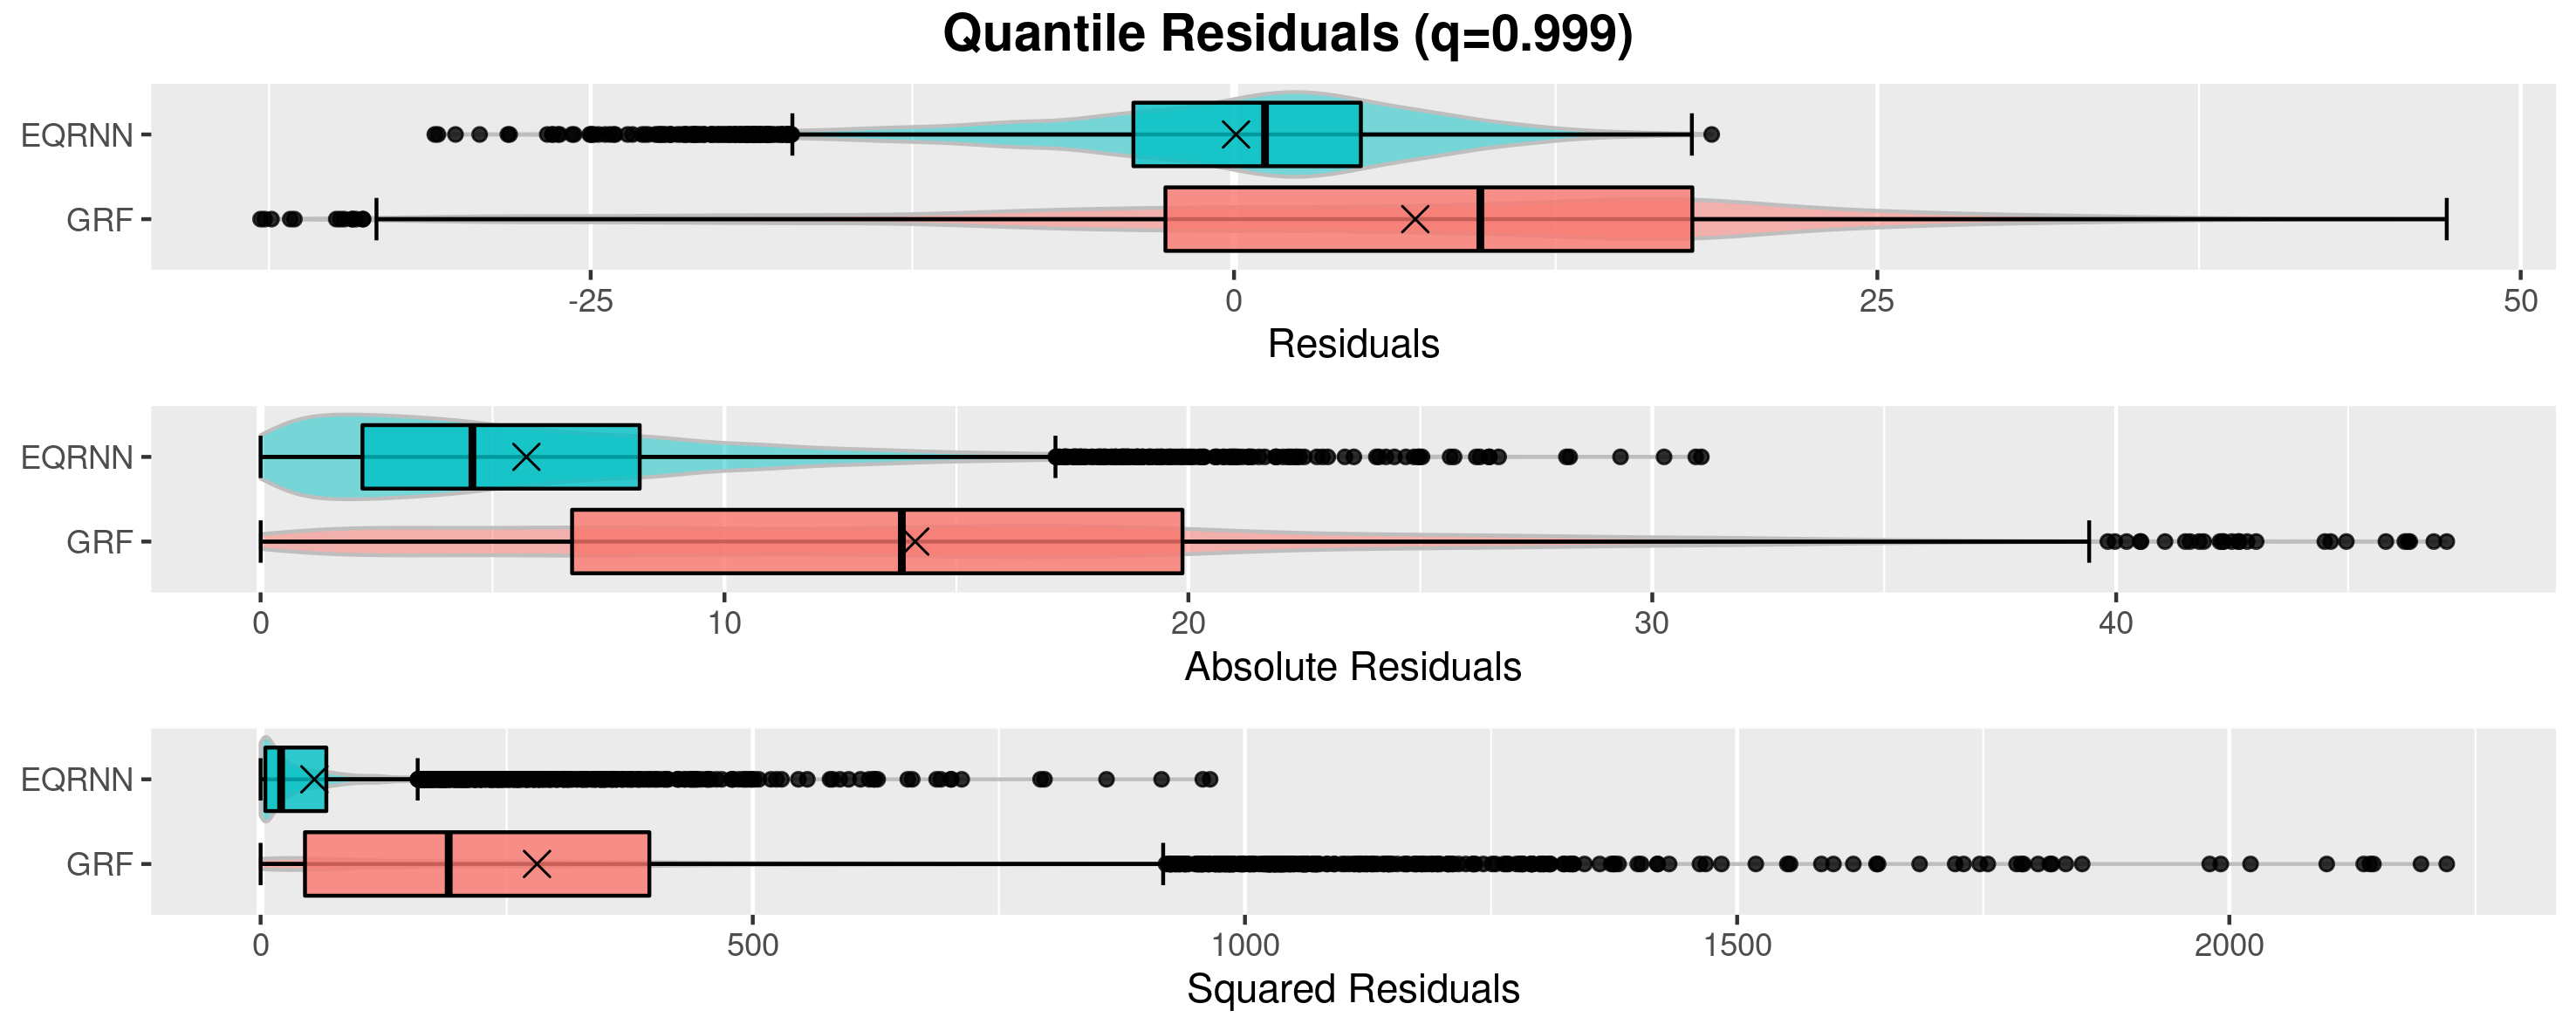 Quantile Residuals (q=0.999)
EQRNN
GRF
-25 0 25 50
Residuals
EQRNN
GRF
0 10 20 30 40
Absolute Residuals
EQRNN
GRF
0 500 1000 1500 2000
Squared Residuals